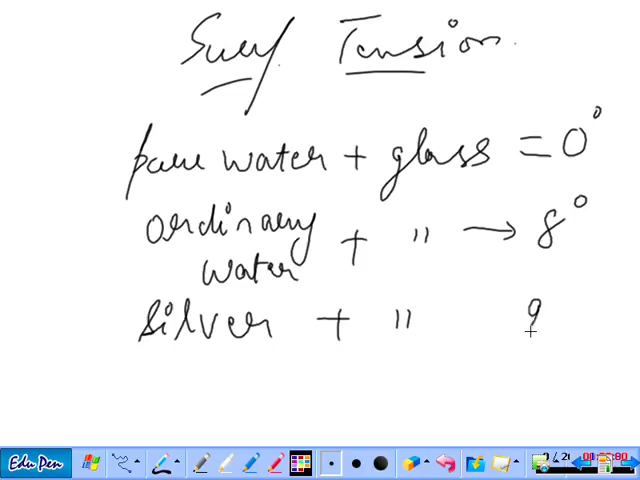 Surf Tension
pure water + glass = 0°
ordinary water + " → 8°
silver + " 9
Edu Pen